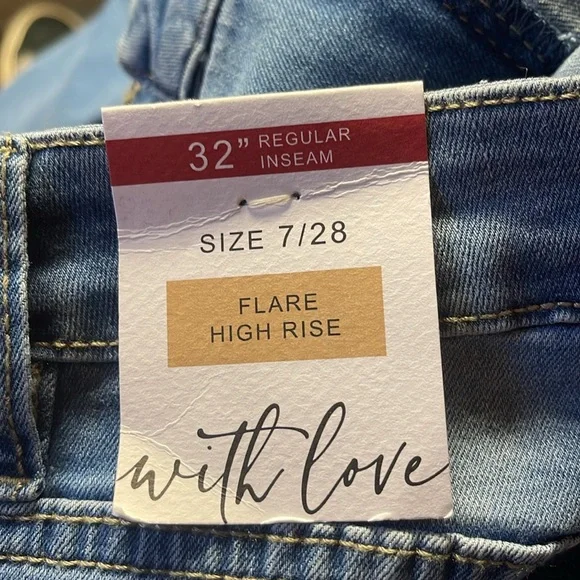 32” REGULAR
INSEAM
SIZE 7/28
FLARE
HIGH RISE
with love